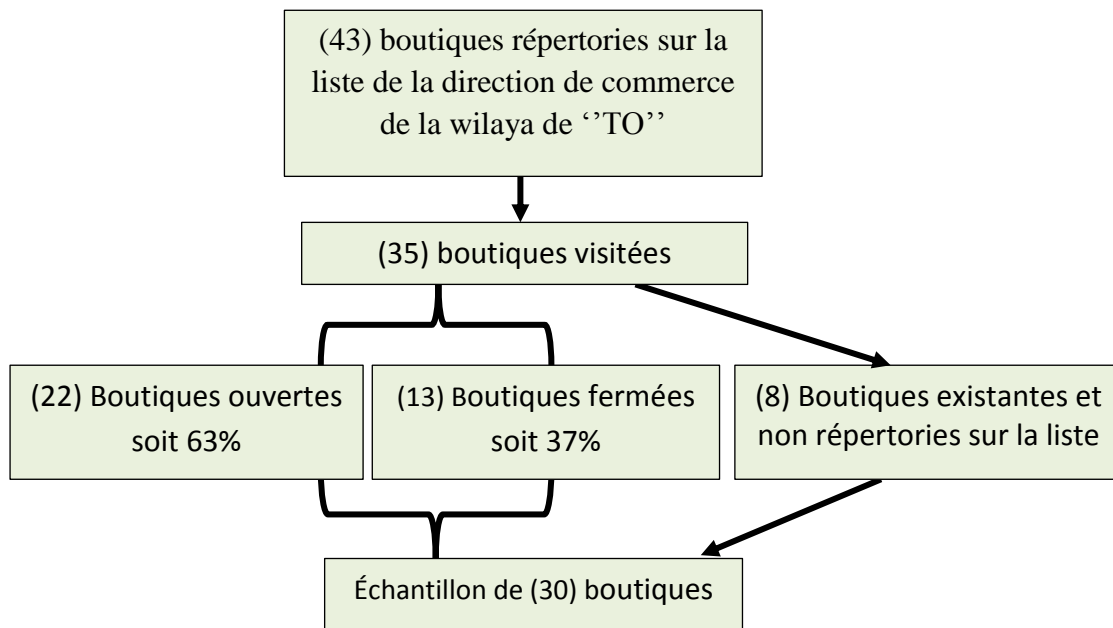 (43) boutiques répertories sur la
liste de la direction de commerce
de la wilaya de ‘’TO’’
(35) boutiques visitées
(22) Boutiques ouvertes
soit 63%
(13) Boutiques fermées
soit 37%
(8) Boutiques existantes et
non répertories sur la liste
Échantillon de (30) boutiques